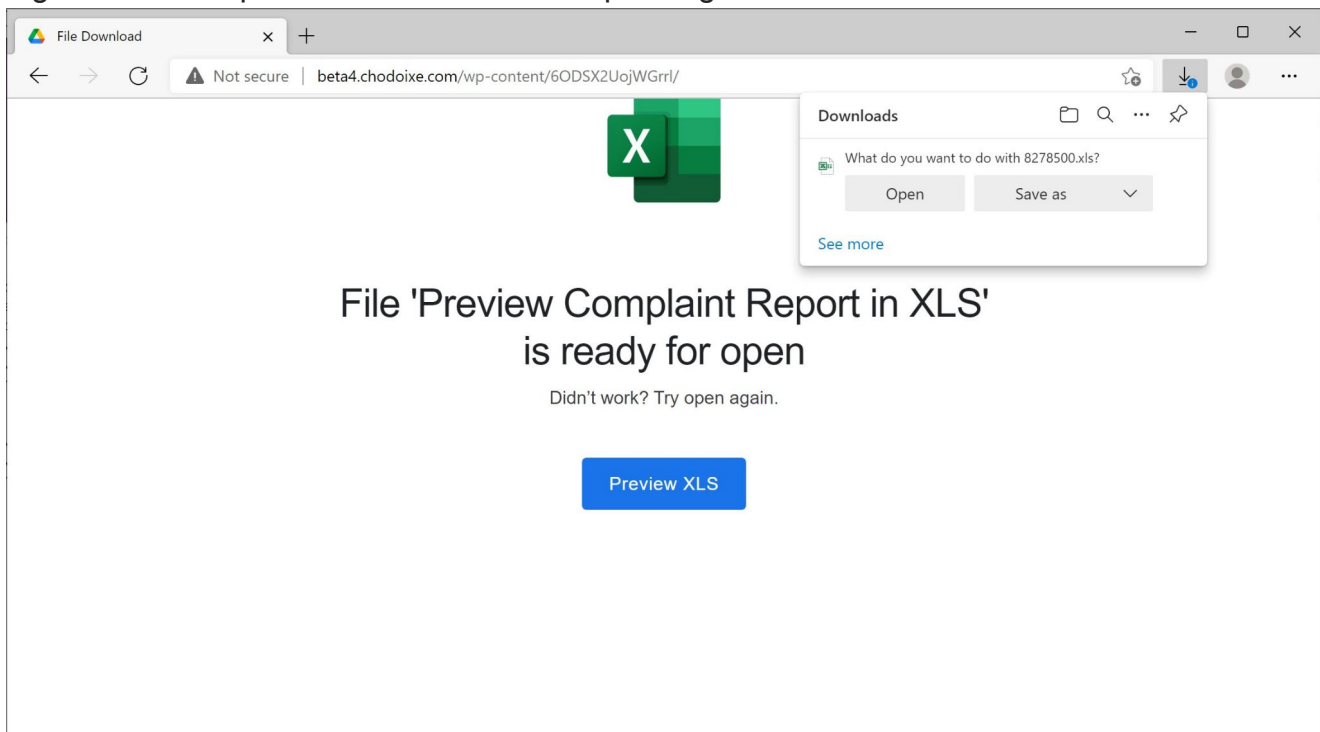 File Download
Not secure | beta4.chodoixe.com/wp-content/6ODSX2UojWGrrl/
X
Downloads
What do you want to do with 8278500.xls?
Open
Save as
See more
File 'Preview Complaint Report in XLS'
is ready for open
Didn't work? Try open again.
Preview XLS